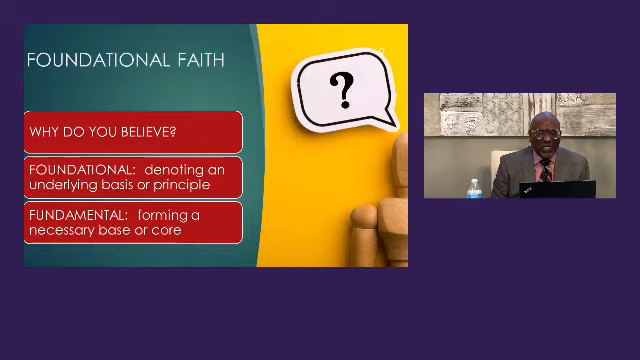 FOUNDATIONAL FAITH
WHY DO YOU BELIEVE?
FOUNDATIONAL: denoting an
underlying basis or principle
FUNDAMENTAL: forming a
necessary base or core
?